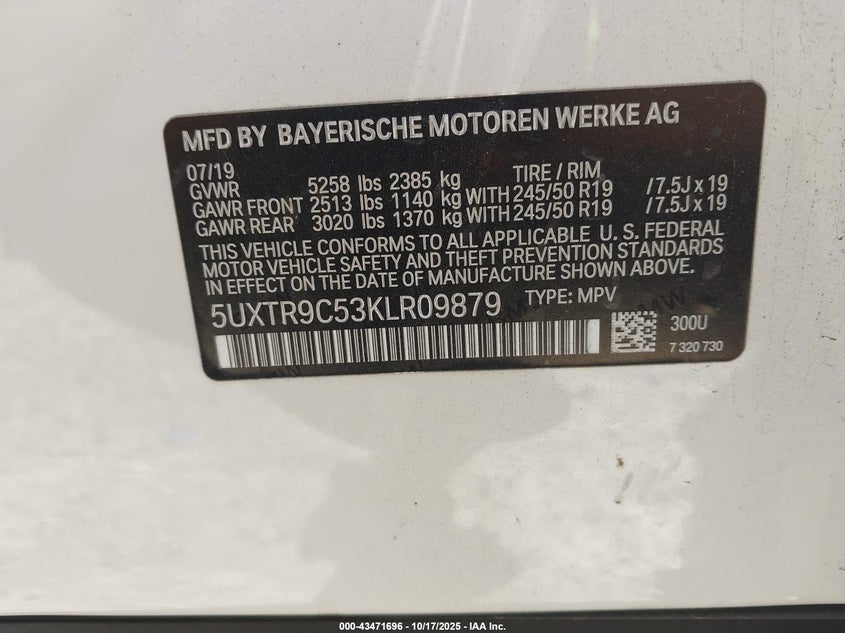 MFD BY BAYERISCHE MOTOREN WERKE AG
07/19 TIRE / RIM
GVWR 5258 lbs 2385 kg
GAWR FRONT 2513 lbs 1140 kg WITH 245/50 R19 /7.5J x 19
GAWR REAR 3020 lbs 1370 kg WITH 245/50 R19 /7.5J x 19
THIS VEHICLE CONFORMS TO ALL APPLICABLE U. S. FEDERAL
MOTOR VEHICLE SAFETY AND THEFT PREVENTION STANDARDS
IN EFFECT ON THE DATE OF MANUFACTURE SHOWN ABOVE.
5UXTR9C53KLR09879 TYPE: MPV
300U
7 320 730
000-43471696 - 10/17/2025 - IAA Inc.